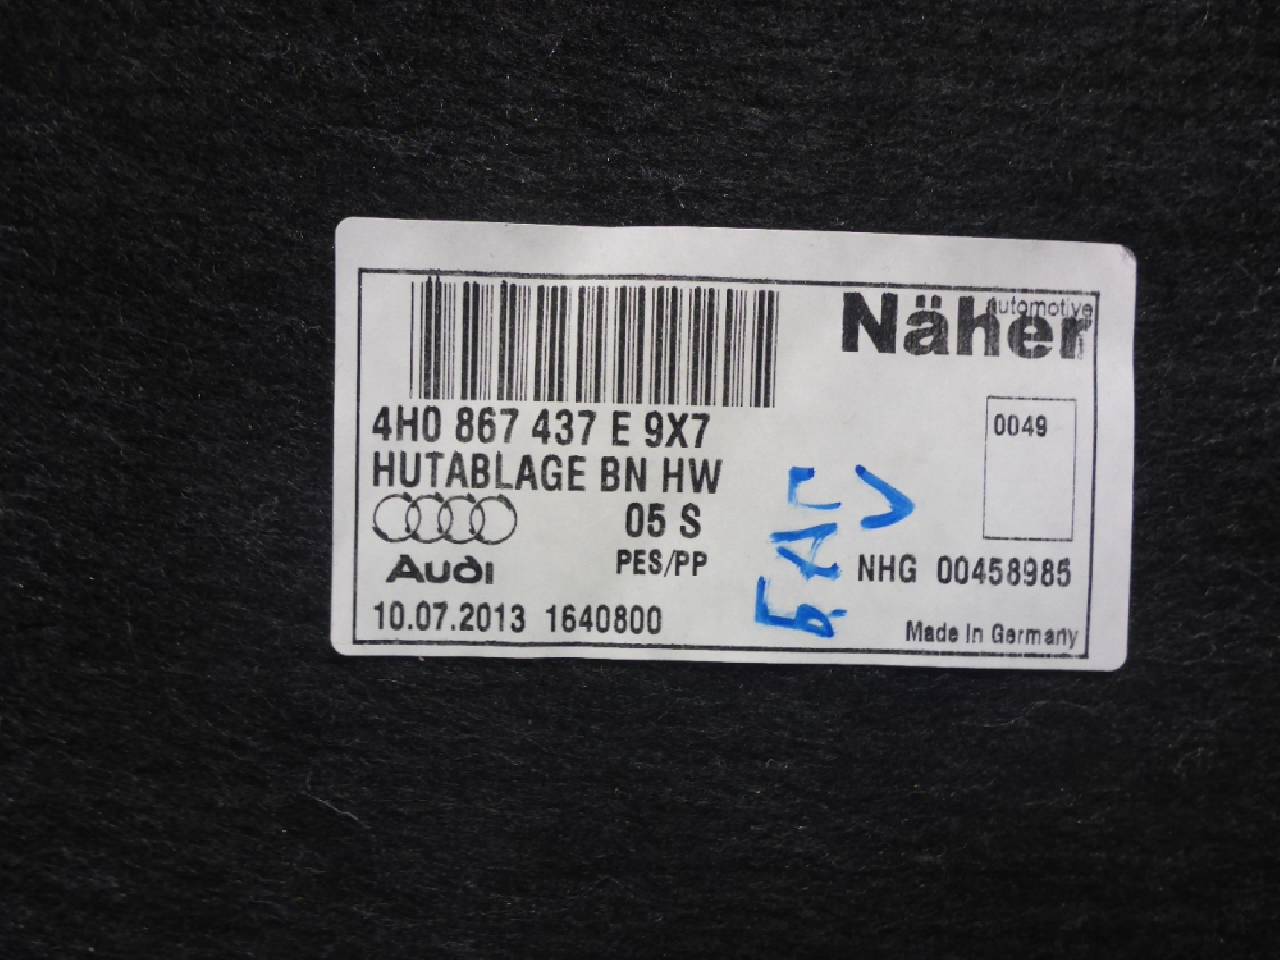 Näher
automotive
4H0 867 437 E 9X7
HUTABLAGE BN HW
0049
05 S
Audi
PES/PP
NHG 00458985
10.07.2013 1640800
Made In Germany